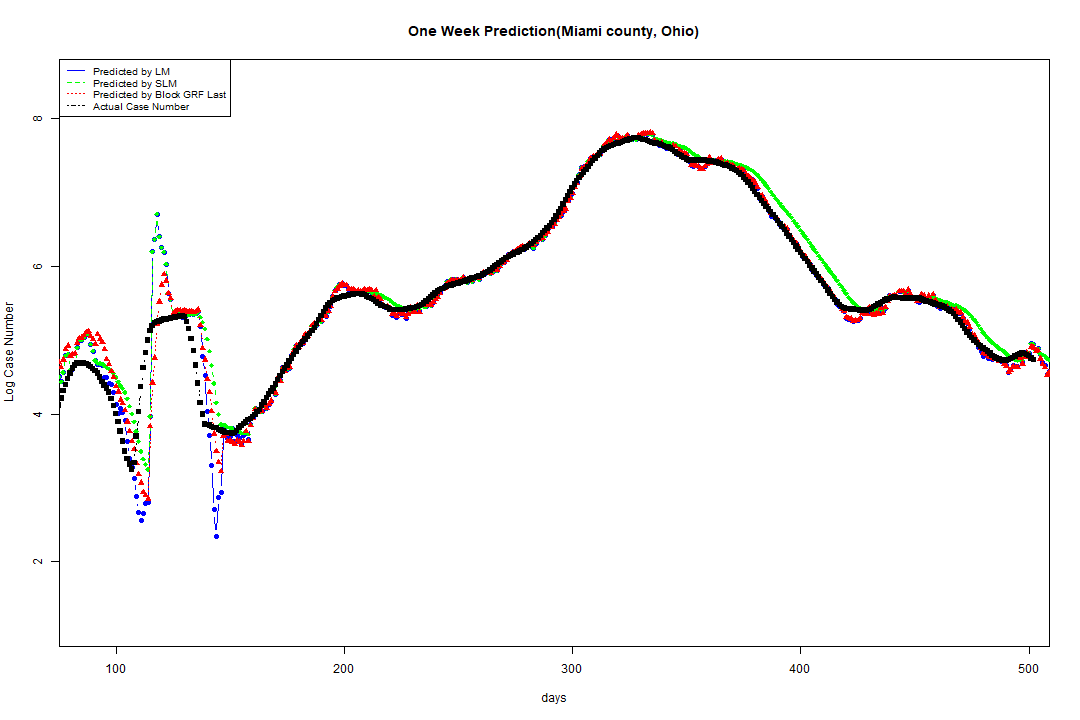 One Week Prediction(Miami county, Ohio)
Predicted by LM
Predicted by SLM
Predicted by Block GRF Last
Actual Case Number
8
6
4
2
Log Case Number
100
200
300
400
500
days